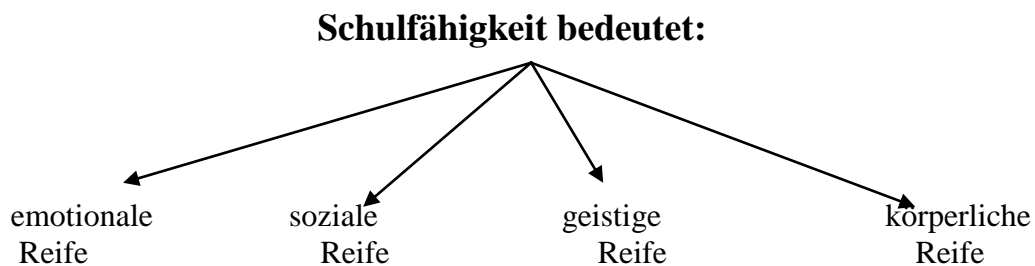 Schulfähigkeit bedeutet:
emotionale soziale geistige körperliche
Reife Reife Reife Reife